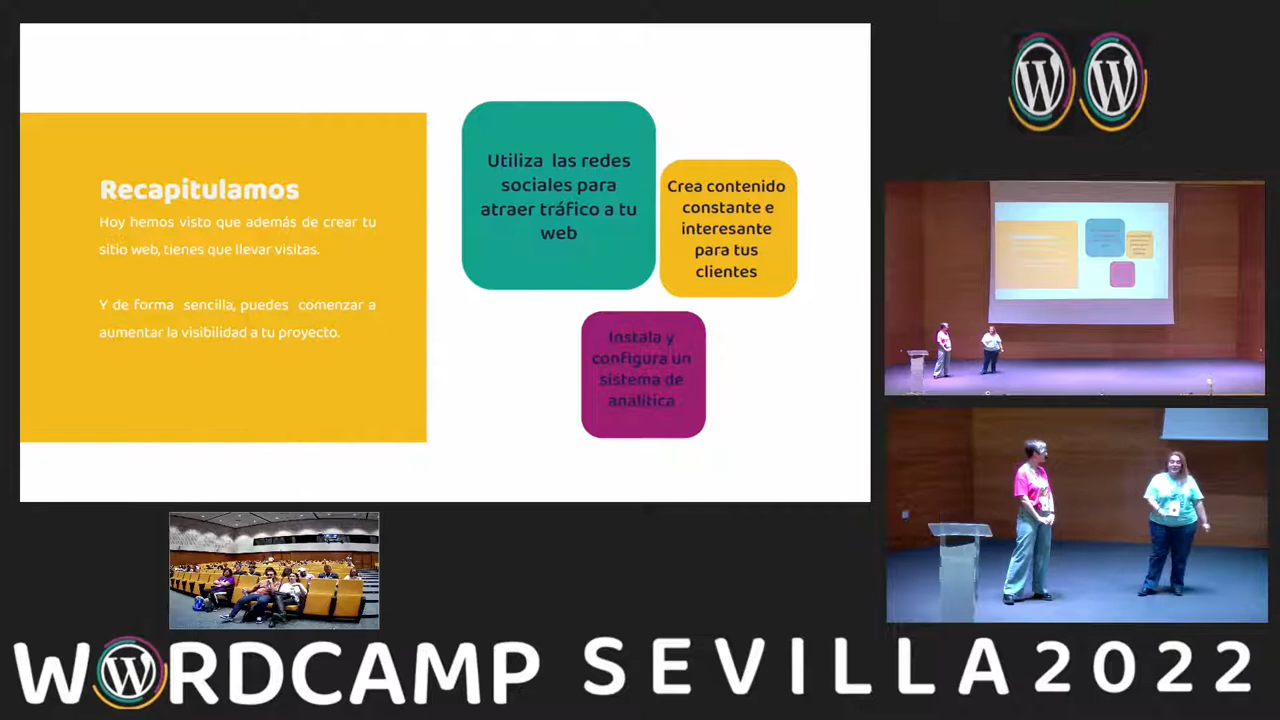 Recapitulamos
Hoy hemos visto que además de crear tu
sitio web, tienes que llevar visitas.
Y de forma sencilla, puedes comenzar a
aumentar la visibilidad a tu proyecto.
Utiliza las redes
sociales para
atraer tráfico a tu
web
Crea contenido
constante e
interesante
para tus
clientes
Instala y
configura un
sistema de
analítica
WORDCAMP SEVILLA 2022